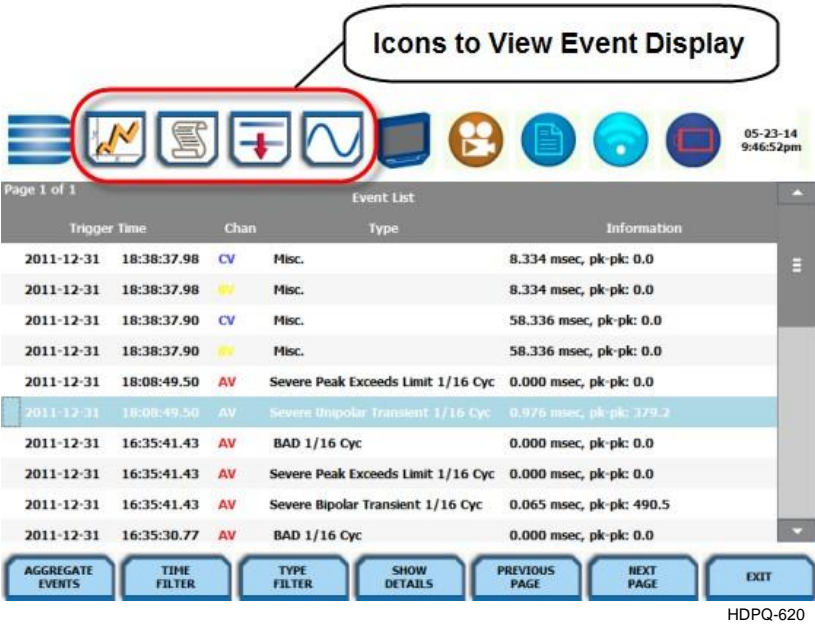 Icons to View Event Display
05-23-14
9:46:52pm
Page 1 of 1
Event List
Trigger Time Chan Type Information
2011-12-31 18:38:37.98 CV Misc. 8.334 msec, pk-pk: 0.0
2011-12-31 18:38:37.98 BV Misc. 8.334 msec, pk-pk: 0.0
2011-12-31 18:38:37.90 CV Misc. 58.336 msec, pk-pk: 0.0
2011-12-31 18:38:37.90 BV Misc. 58.336 msec, pk-pk: 0.0
2011-12-31 18:08:49.50 AV Severe Peak Exceeds Limit 1/16 Cyc 0.000 msec, pk-pk: 0.0
2011-12-31 18:08:49.50 AV Severe Unipolar Transient 1/16 Cyc 0.976 msec, pk-pk: 379.2
2011-12-31 16:35:41.43 AV BAD 1/16 Cyc 0.000 msec, pk-pk: 0.0
2011-12-31 16:35:41.43 AV Severe Peak Exceeds Limit 1/16 Cyc 0.000 msec, pk-pk: 0.0
2011-12-31 16:35:41.43 AV Severe Bipolar Transient 1/16 Cyc 0.065 msec, pk-pk: 490.5
2011-12-31 16:35:30.77 AV BAD 1/16 Cyc 0.000 msec, pk-pk: 0.0
AGGREGATE EVENTS
TIME FILTER
TYPE FILTER
SHOW DETAILS
PREVIOUS PAGE
NEXT PAGE
EXIT
HDPQ-620